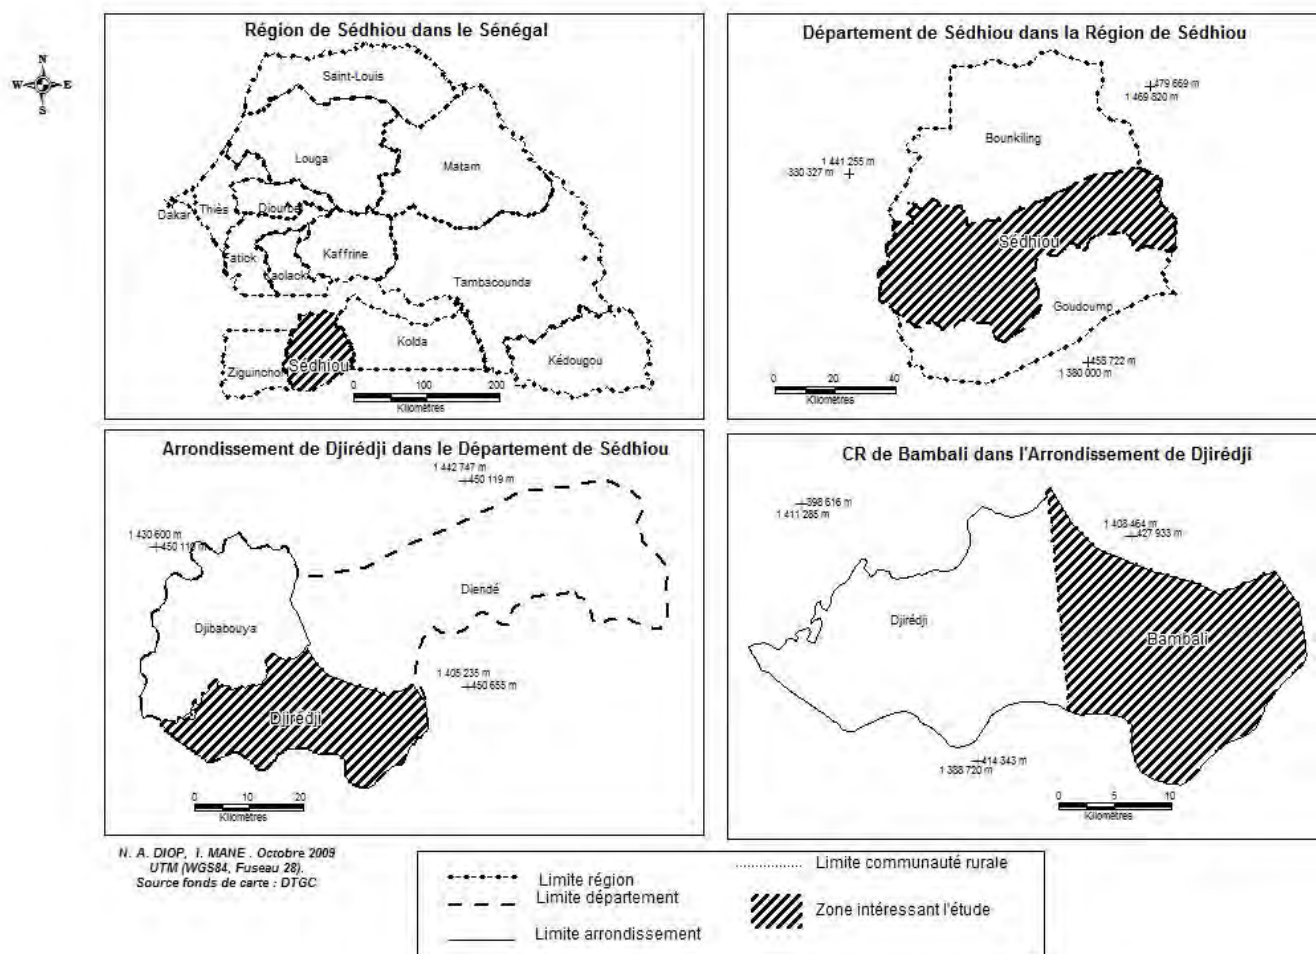 N
W E
S
Région de Sédhiou dans le Sénégal
Saint-Louis
Louga
Matam
Dakar
Thiès
Diourbel
Fatick
Kaolack
Kaffrine
Tambacounda
Ziguinchor
Sédhiou
Kolda
Kédougou
0 100 200
Kilomètres
Département de Sédhiou dans la Région de Sédhiou
479 669 m
1 469 820 m
Bounkiling
1 441 255 m
330 327 m
Sédhiou
Goudoump
458 722 m
1 380 000 m
0 20 40
Kilomètres
Arrondissement de Djirédji dans le Département de Sédhiou
1 442 747 m
450 119 m
1 430 600 m
450 119 m
Diendé
Djibabouya
1 405 235 m
450 655 m
Djirédji
0 10 20
Kilomètres
CR de Bambali dans l'Arrondissement de Djirédji
398 616 m
1 411 285 m
1 408 464 m
427 933 m
Djirédji
Bambali
414 343 m
1 388 720 m
0 5 10
Kilomètres
N. A. DIOP, I. MANE . Octobre 2009
UTM (WGS84, Fuseau 28).
Source fonds de carte : DTGC
Limite région
Limite département
Limite arrondissement
Limite communauté rurale
Zone intéressant l'étude